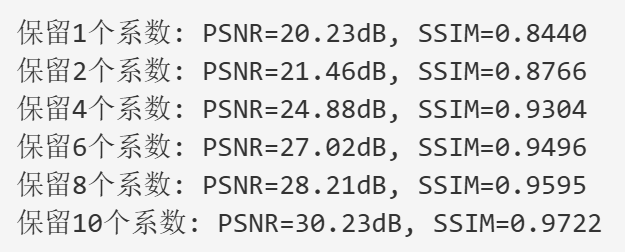 保留1个系数: PSNR=20.23dB, SSIM=0.8440
保留2个系数: PSNR=21.46dB, SSIM=0.8766
保留4个系数: PSNR=24.88dB, SSIM=0.9304
保留6个系数: PSNR=27.02dB, SSIM=0.9496
保留8个系数: PSNR=28.21dB, SSIM=0.9595
保留10个系数: PSNR=30.23dB, SSIM=0.9722